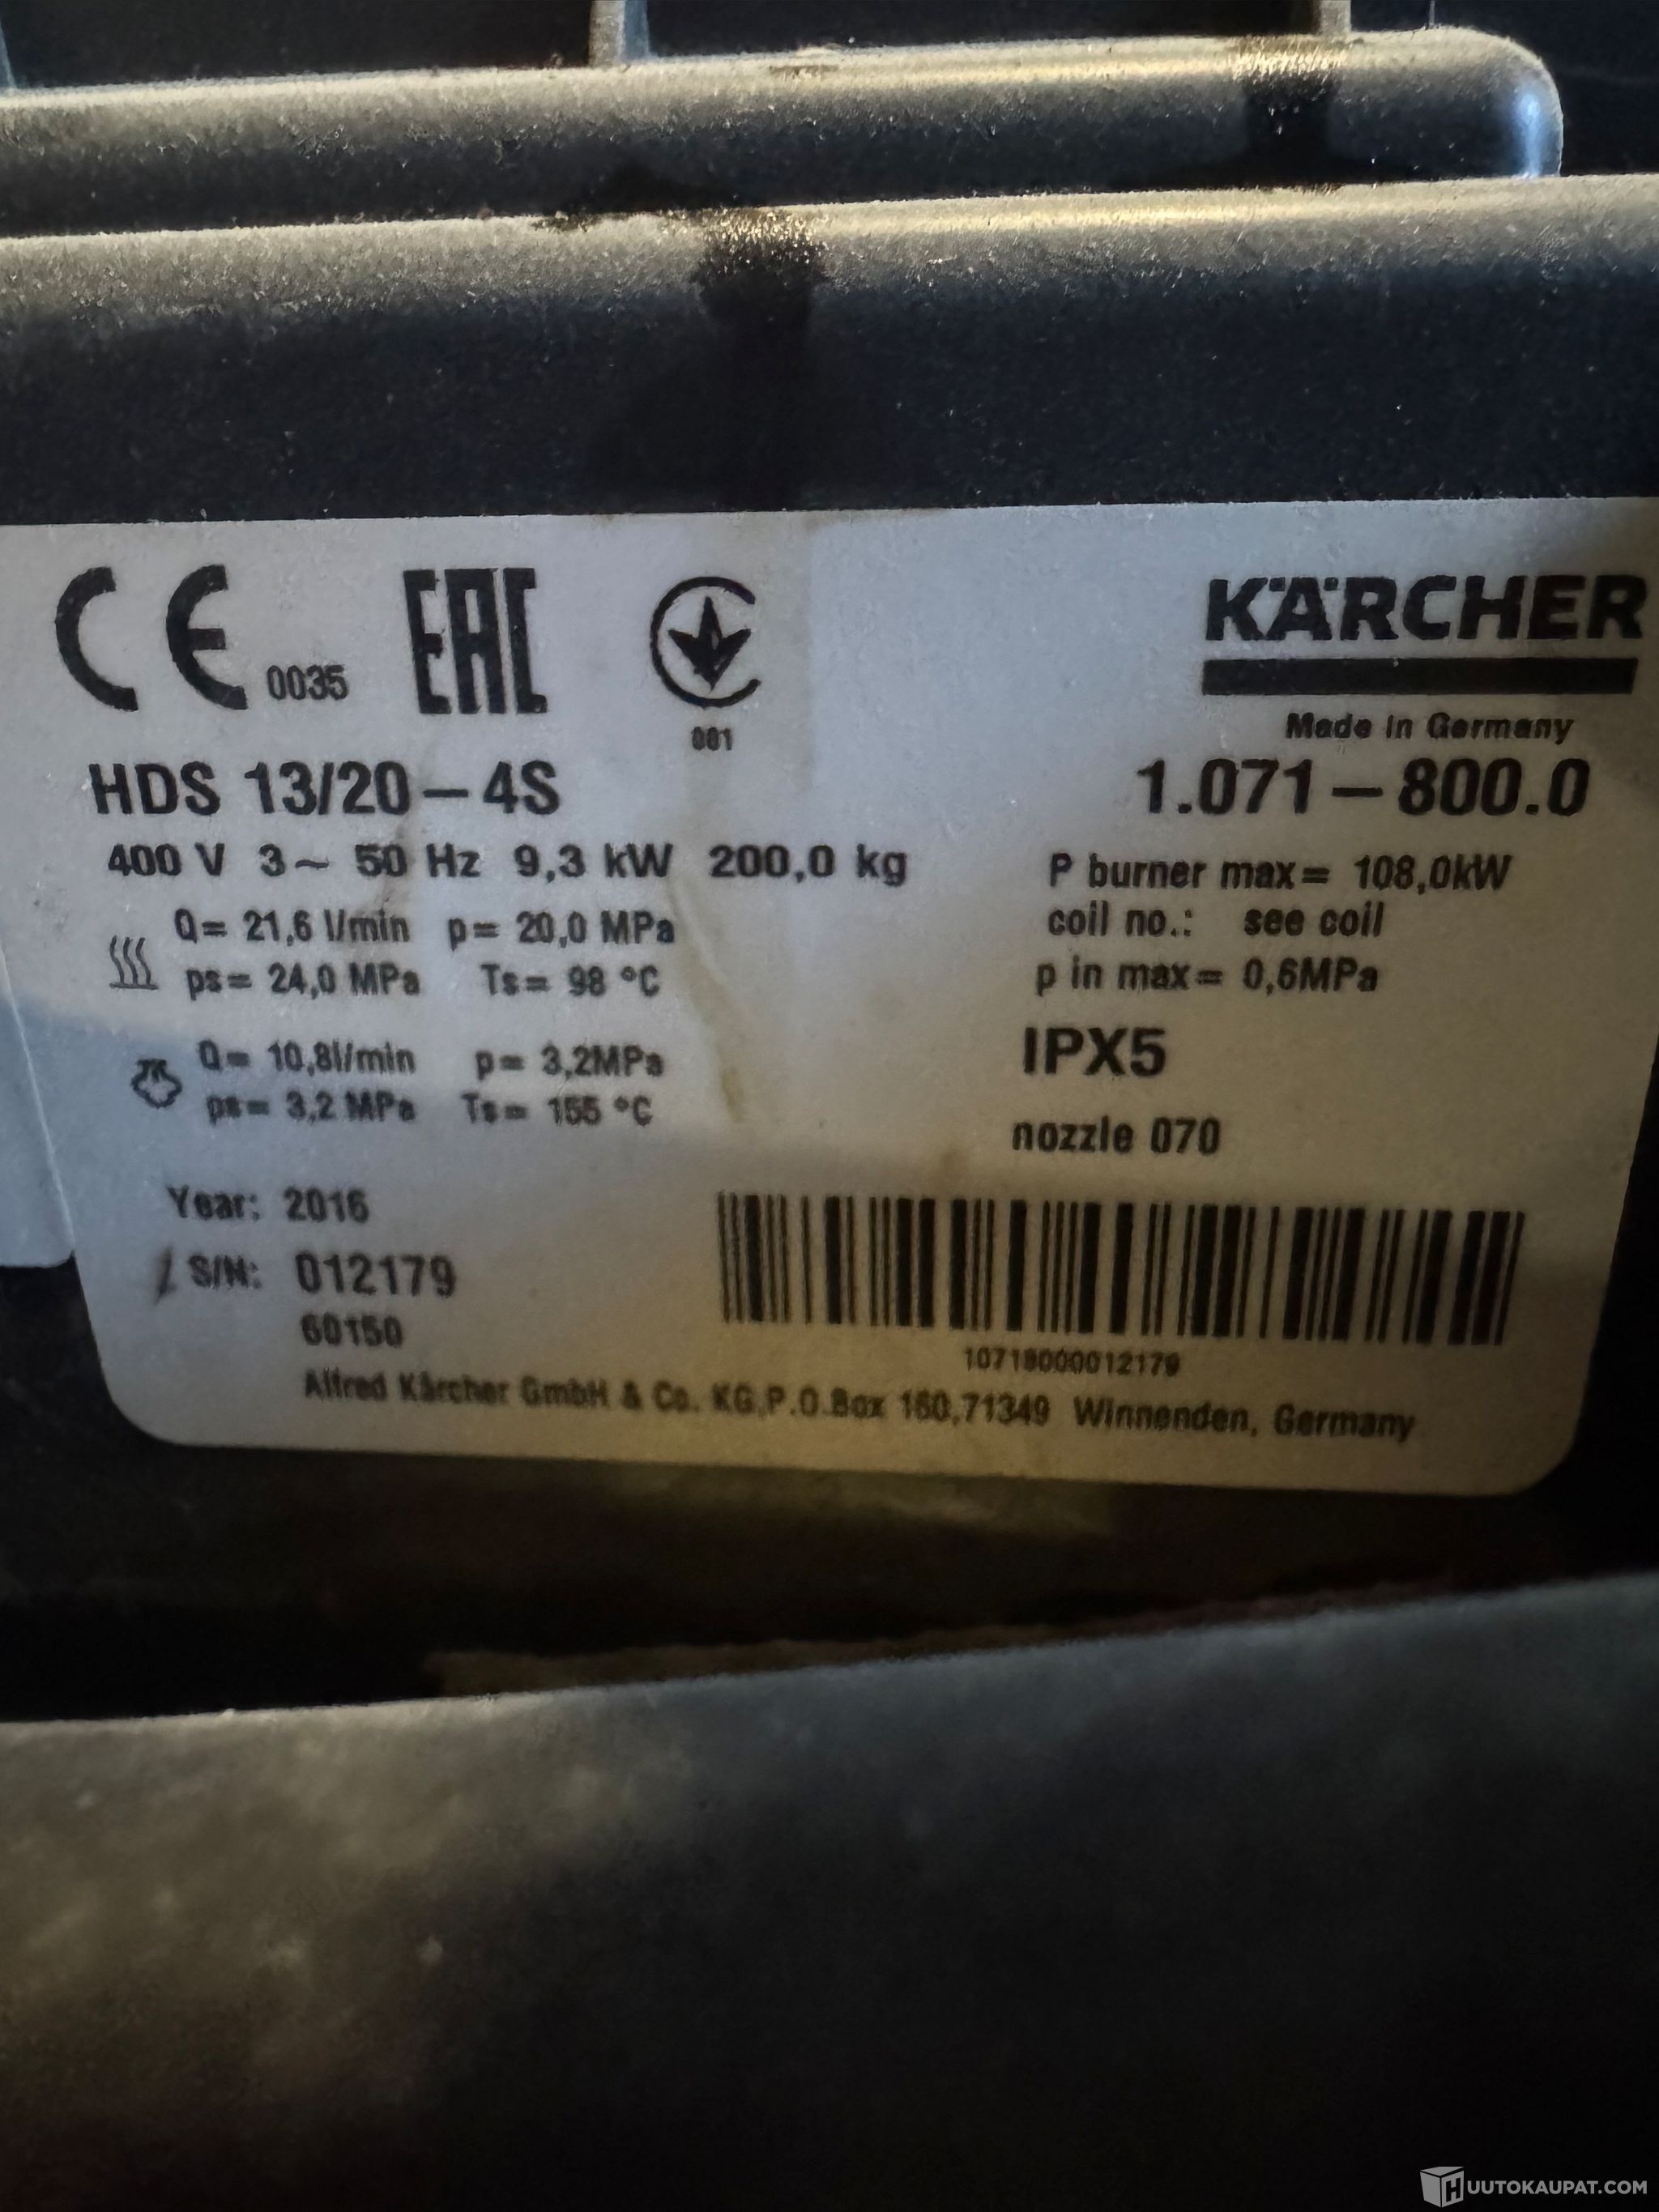 CE 0035 EAC 001
KÄRCHER
Made in Germany
HDS 13/20-4S 1.071-800.0
400 V 3~ 50 Hz 9,3 kW 200,0 kg
P burner max= 108,0kW
Q= 21,6 l/min p= 20,0 MPa
coil no.: see coil
ps= 24,0 MPa Ts= 98 °C
p in max= 0,6MPa
Q= 10,8l/min p= 3,2MPa
IPX5
ps= 3,2 MPa Ts= 155 °C
nozzle 070
Year: 2016
S/N: 012179
60150
10718000012179
Alfred Kärcher GmbH & Co. KG,P.O.Box 160,71349 Winnenden, Germany
HUUTOKAUPAT.COM